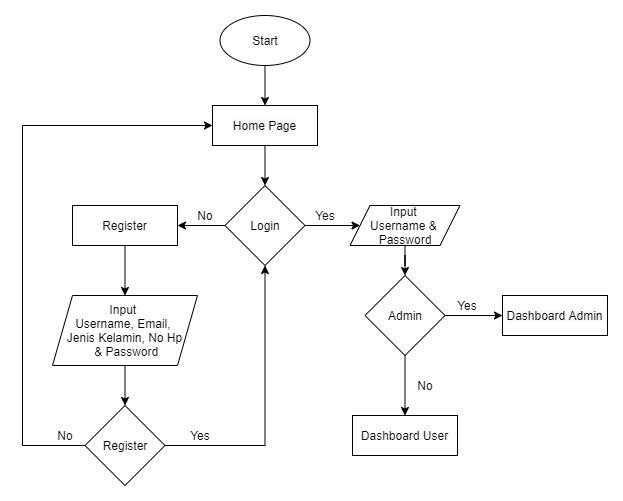 Start
Home Page
Login
No
Yes
Register
Input
Username &
Password
Input
Username, Email,
Jenis Kelamin, No Hp
& Password
Admin
Yes
Dashboard Admin
No
Register
No
Yes
Dashboard User